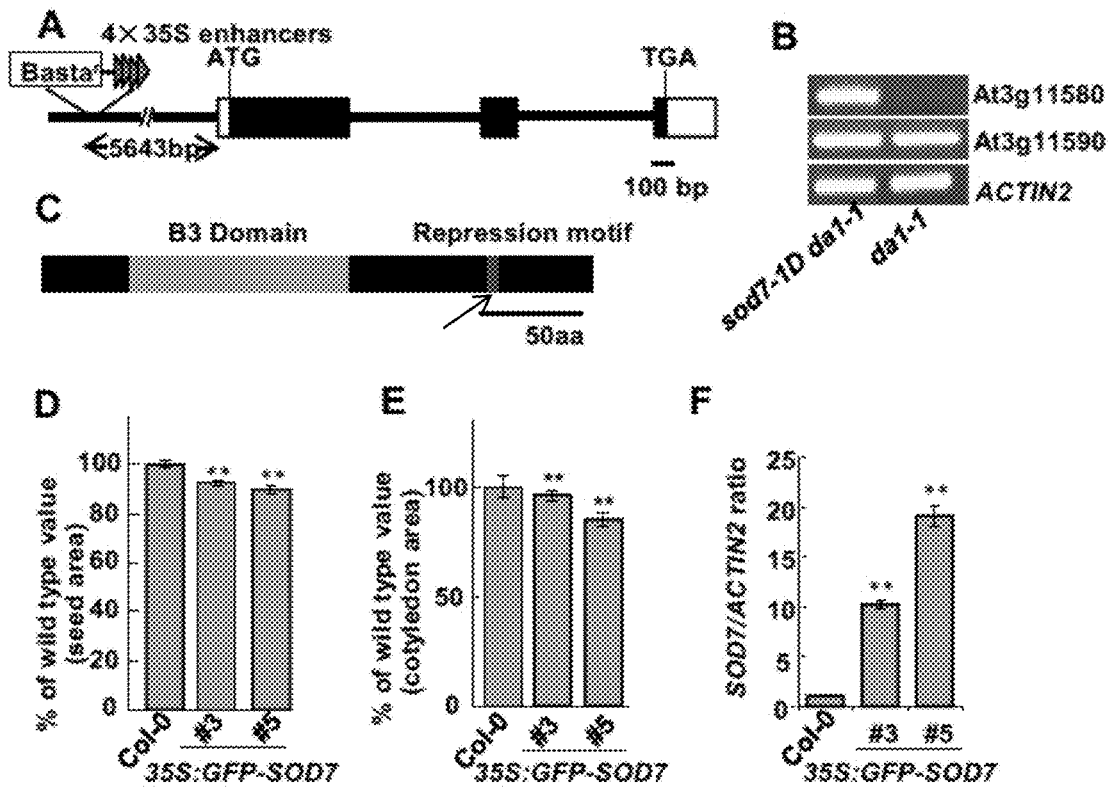 A
4× 35S enhancers
Basta
ATG
TGA
5643bp
100 bp
B
At3g11580
At3g11590
ACTIN2
sod7-1D da1-1
da1-1
C
B3 Domain
Repression motif
50aa
D
% of wild type value
(seed area)
100
80
60
40
20
0
**
**
Col-0
#3
#5
35S:GFP-SOD7
E
% of wild type value
(cotyledon area)
100
50
0
**
**
Col-0
#3
#5
35S:GFP-SOD7
F
SOD7/ACTIN2 ratio
25
20
15
10
5
0
**
**
Col-0
#3
#5
35S:GFP-SOD7